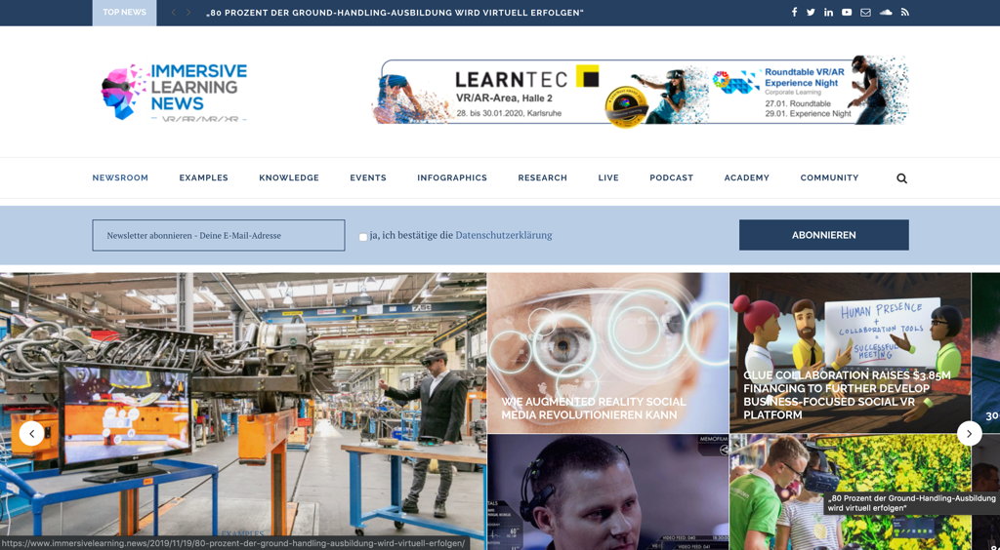 TOP NEWS
„80 PROZENT DER GROUND-HANDLING-AUSBILDUNG WIRD VIRTUELL ERFOLGEN“
IMMERSIVE
LEARNING
NEWS
VR/AR/MR/XR
LEARNTEC
VR/AR-Area, Halle 2
28. bis 30.01.2020, Karlsruhe
Roundtable VR/AR
Experience Night
Corporate Learning
27.01. Roundtable
29.01. Experience Night
NEWSROOM
EXAMPLES
KNOWLEDGE
EVENTS
INFOGRAPHICS
RESEARCH
LIVE
PODCAST
ACADEMY
COMMUNITY
Newsletter abonnieren - Deine E-Mail-Adresse
ja, ich bestätige die Datenschutzerklärung
ABONNIEREN
WIE AUGMENTED REALITY SOCIAL
MEDIA REVOLUTIONIEREN KANN
HUMAN PRESENCE
+
COLLABORATION TOOLS
=
SUCCESSFUL
MEETING
GLUE COLLABORATION RAISES $3.85M
FINANCING TO FURTHER DEVELOP
BUSINESS-FOCUSED SOCIAL VR
PLATFORM
30
MEMOFILM
VIDEO FEED: 040
„80 Prozent der Ground-Handling-Ausbildung
wird virtuell erfolgen“
EXAMPLES
https://www.immersivelearning.news/2019/11/19/80-prozent-der-ground-handling-ausbildung-wird-virtuell-erfolgen/